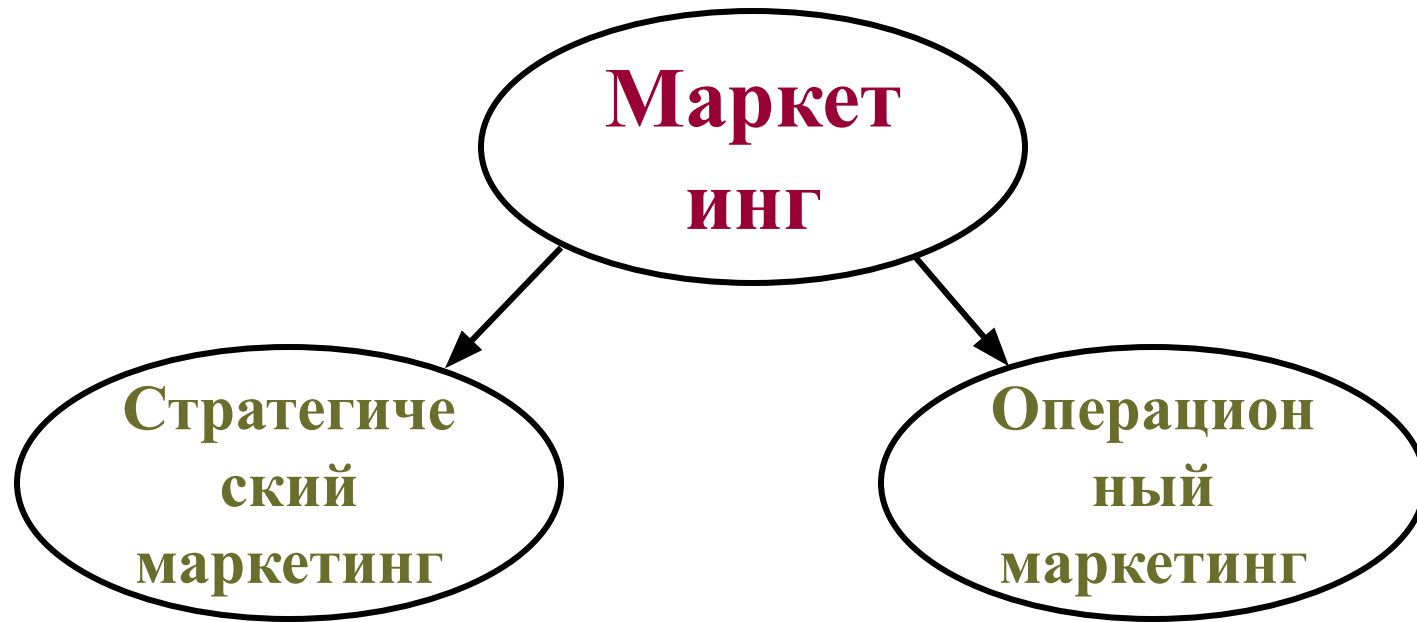 Маркет
инг
Стратегиче
ский
маркетинг
Операцион
ный
маркетинг